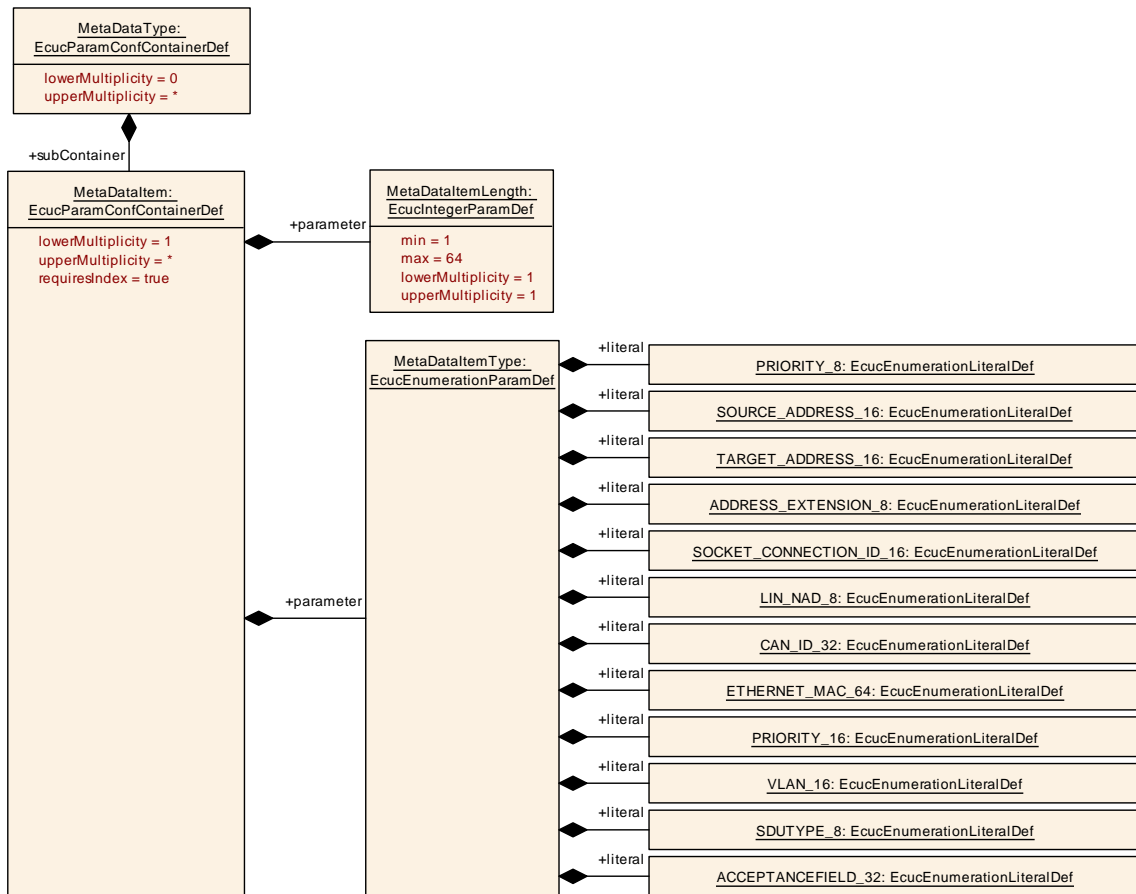 MetaDataType:
EcucParamConfContainerDef
lowerMultiplicity = 0
upperMultiplicity = *
+subContainer
MetaDataItem:
EcucParamConfContainerDef
lowerMultiplicity = 1
upperMultiplicity = *
requiresIndex = true
+parameter
MetaDataItemLength:
EcucIntegerParamDef
min = 1
max = 64
lowerMultiplicity = 1
upperMultiplicity = 1
+parameter
MetaDataItemType:
EcucEnumerationParamDef
+literal
PRIORITY_8: EcucEnumerationLiteralDef
+literal
SOURCE_ADDRESS_16: EcucEnumerationLiteralDef
+literal
TARGET_ADDRESS_16: EcucEnumerationLiteralDef
+literal
ADDRESS_EXTENSION_8: EcucEnumerationLiteralDef
+literal
SOCKET_CONNECTION_ID_16: EcucEnumerationLiteralDef
+literal
LIN_NAD_8: EcucEnumerationLiteralDef
+literal
CAN_ID_32: EcucEnumerationLiteralDef
+literal
ETHERNET_MAC_64: EcucEnumerationLiteralDef
+literal
PRIORITY_16: EcucEnumerationLiteralDef
+literal
VLAN_16: EcucEnumerationLiteralDef
+literal
SDUTYPE_8: EcucEnumerationLiteralDef
+literal
ACCEPTANCEFIELD_32: EcucEnumerationLiteralDef